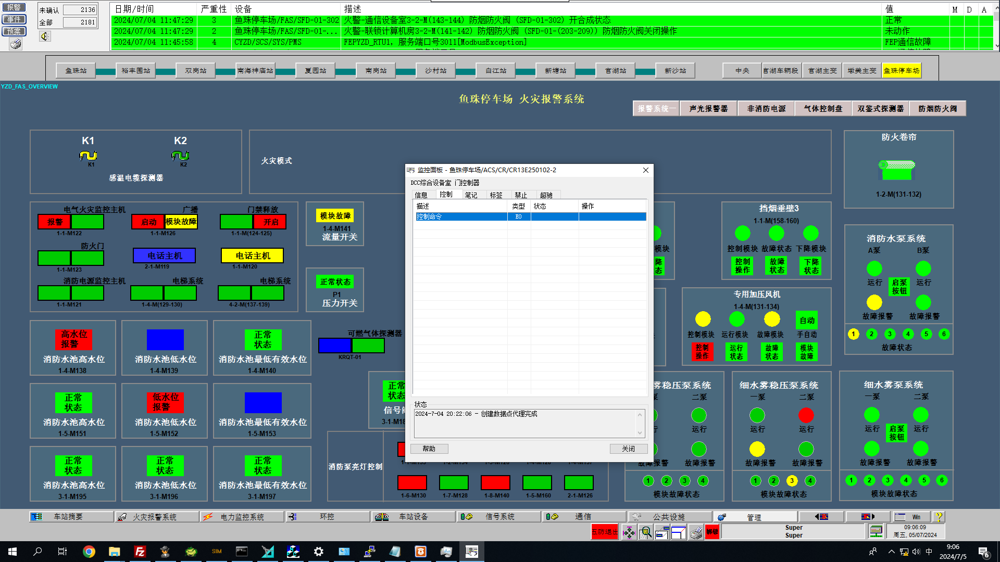 报警
事件
预案
未确认 2136
全部 2181
日期/时间 严重性 设备 描述 值 M D A
2024/07/04 11:47:29 3 鱼珠停车场/FAS/SFD-01-302 火警-通信设备室3-2-M(143-144) 防烟防火阀 (SFD-01-302) 开合成状态 正常
2024/07/04 11:47:29 2 鱼珠停车场/FAS/SFD-01-... 火警-联锁计算机房3-2-M(141-142) 防烟防火阀 (SFD-01-(203-209)) 防烟防火阀关闭操作 未动作
2024/07/04 11:45:58 4 CYZD/SCS/SYS/PMS FEPYZD_RTU1, 服务端口号3011[ModbusException] FEP通信故障
鱼珠站 裕丰围站 双岗站 南海神庙站 夏园站 南岗站 沙村站 白江站 新塘站 官湖站 新沙站 中央 官湖车辆段 官湖主变 墩美主变 鱼珠停车场
YZD_FAS_OVERVIEW
鱼珠停车场 火灾报警系统
报警系统一 声光报警器 非消防电源 气体控制盘 双鉴式探测器 防烟防火阀
K1 K2
K1 K2
感温电缆探测器
火灾模式
防火卷帘
1-2-M(131-132)
监控面板 - 鱼珠停车场/ACS/CR/CR13E250102-2
DCC综合设备室 门控制器
信息 控制 笔记 标签 禁止 超驰
描述 类型 状态 操作
控制命令 EO
状态
2024-7-04 20:22:06 - 创建数据点代理完成
帮助 关闭
电气火灾监控主机 广播 门禁释放
报警 启动 模块故障 开启
1-1-M122 1-1-M126 1-1-M(124-125)
防火门
电话主机 电话主机
1-1-M123 2-1-M119 1-1-M120
消防电源监控主机 电梯系统 电梯系统
1-1-M121 1-4-M(129-130) 4-2-M(137-139)
模块故障
1-4-M141
流量开关
正常状态
P1
压力开关
模块
降
态
挡烟垂壁3
1-1-M(158-160)
控制模块 故障状态 下降模块
控制操作 故障状态 下降状态
消防水泵系统
A泵 B泵
运行 启泵按钮 运行
故障报警 故障报警
1 2 3 4 5 6
故障状态
专用加压风机
1-4-M(131-134)
自动
控制模块 运行模块 故障模块 手自动
控制操作 运行状态 故障状态 模块故障
高水位报警 正常状态
消防水池高水位 消防水池低水位 消防水池最低有效水位
1-4-M138 1-4-M139 1-4-M140
可燃气体探测器
KRQT-01
正常状态 低水位报警
消防水池高水位 消防水池低水位 消防水池最低有效水位
1-5-M151 1-5-M152 1-5-M153
正常状态
信号
3-1-M18
正常状态 正常状态 正常状态
消防水池高水位 消防水池低水位 消防水池最低有效水位
3-1-M195 3-1-M196 3-1-M197
消防泵亮灯控制
1-6-M130 1-7-M128 1-8-M140 1-5-M160 2-1-M126
雾稳压泵系统
泵 二泵
行 运行
故障报警 故障报警
1 2 3 4
模块故障状态
细水雾稳压泵系统
一泵 二泵
运行 运行
故障报警 故障报警
1 2 3 4
模块故障状态
细水雾泵系统
一泵 二泵
运行 启泵按钮 运行
故障报警 故障报警
1 2 3 4 5 6
模块故障状态
车站摘要 火灾报警系统 电力监控系统 环控 车站设备 信号系统 通信 公共设施 管理 Win
五防退出 Super
Super
09:06:09
周五, 05/07/2024
SIM
中
9:06
2024/7/5
6